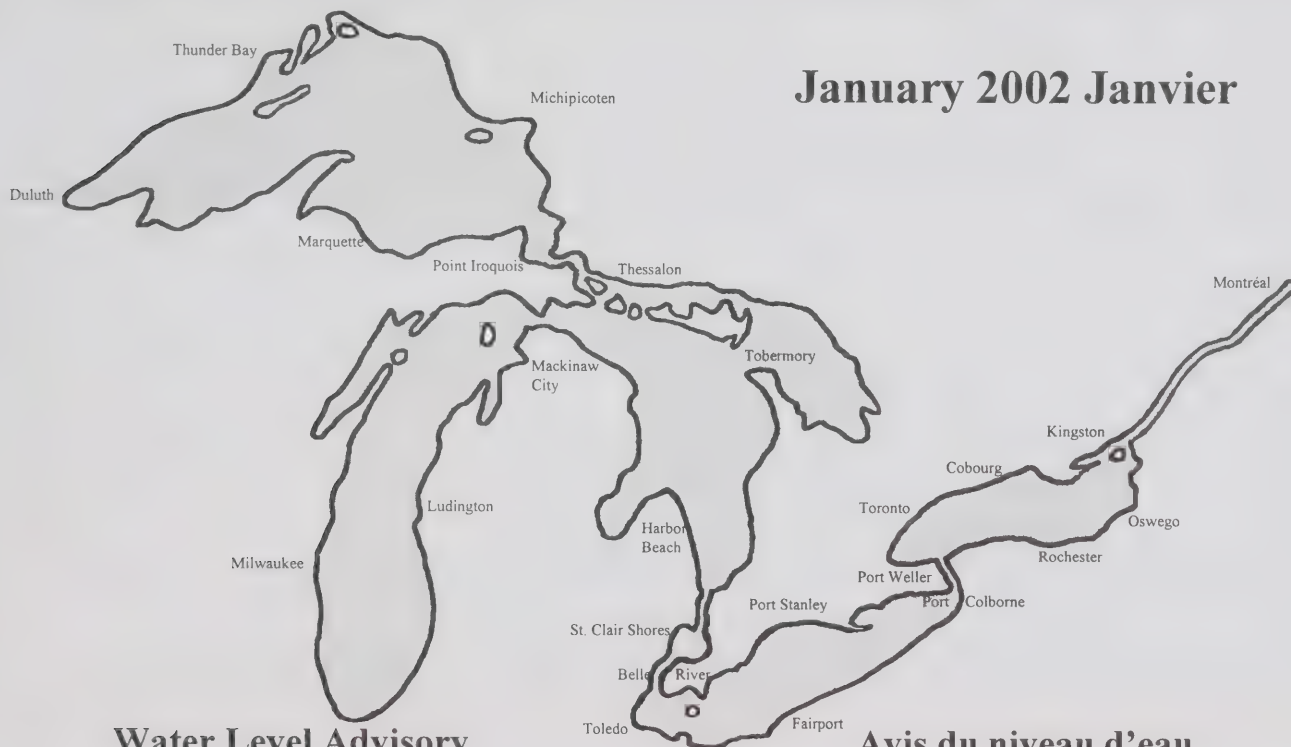 January 2002 Janvier
Thunder Bay
Michipicoten
Duluth
Marquette
Point Iroquois
Thessalon
Montréal
Mackinaw
City
Tobermory
Kingston
Cobourg
Ludington
Toronto
Oswego
Harbor
Beach
Rochester
Milwaukee
Port Weller
Port Colborne
Port Stanley
St. Clair Shores
Belle River
Toledo
Fairport
Water Level Advisory
Avis du niveau d'eau